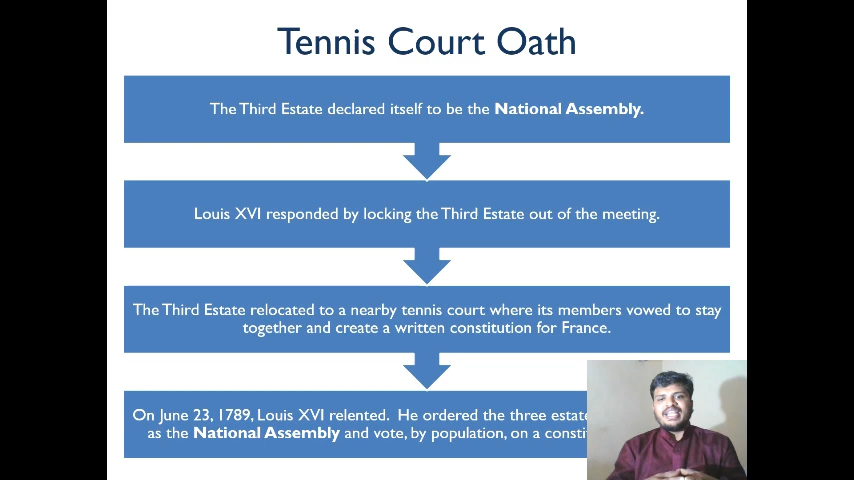 Tennis Court Oath
The Third Estate declared itself to be the National Assembly.
Louis XVI responded by locking the Third Estate out of the meeting.
The Third Estate relocated to a nearby tennis court where its members vowed to stay
together and create a written constitution for France.
On June 23, 1789, Louis XVI relented. He ordered the three
as the National Assembly and vote, by population, on a